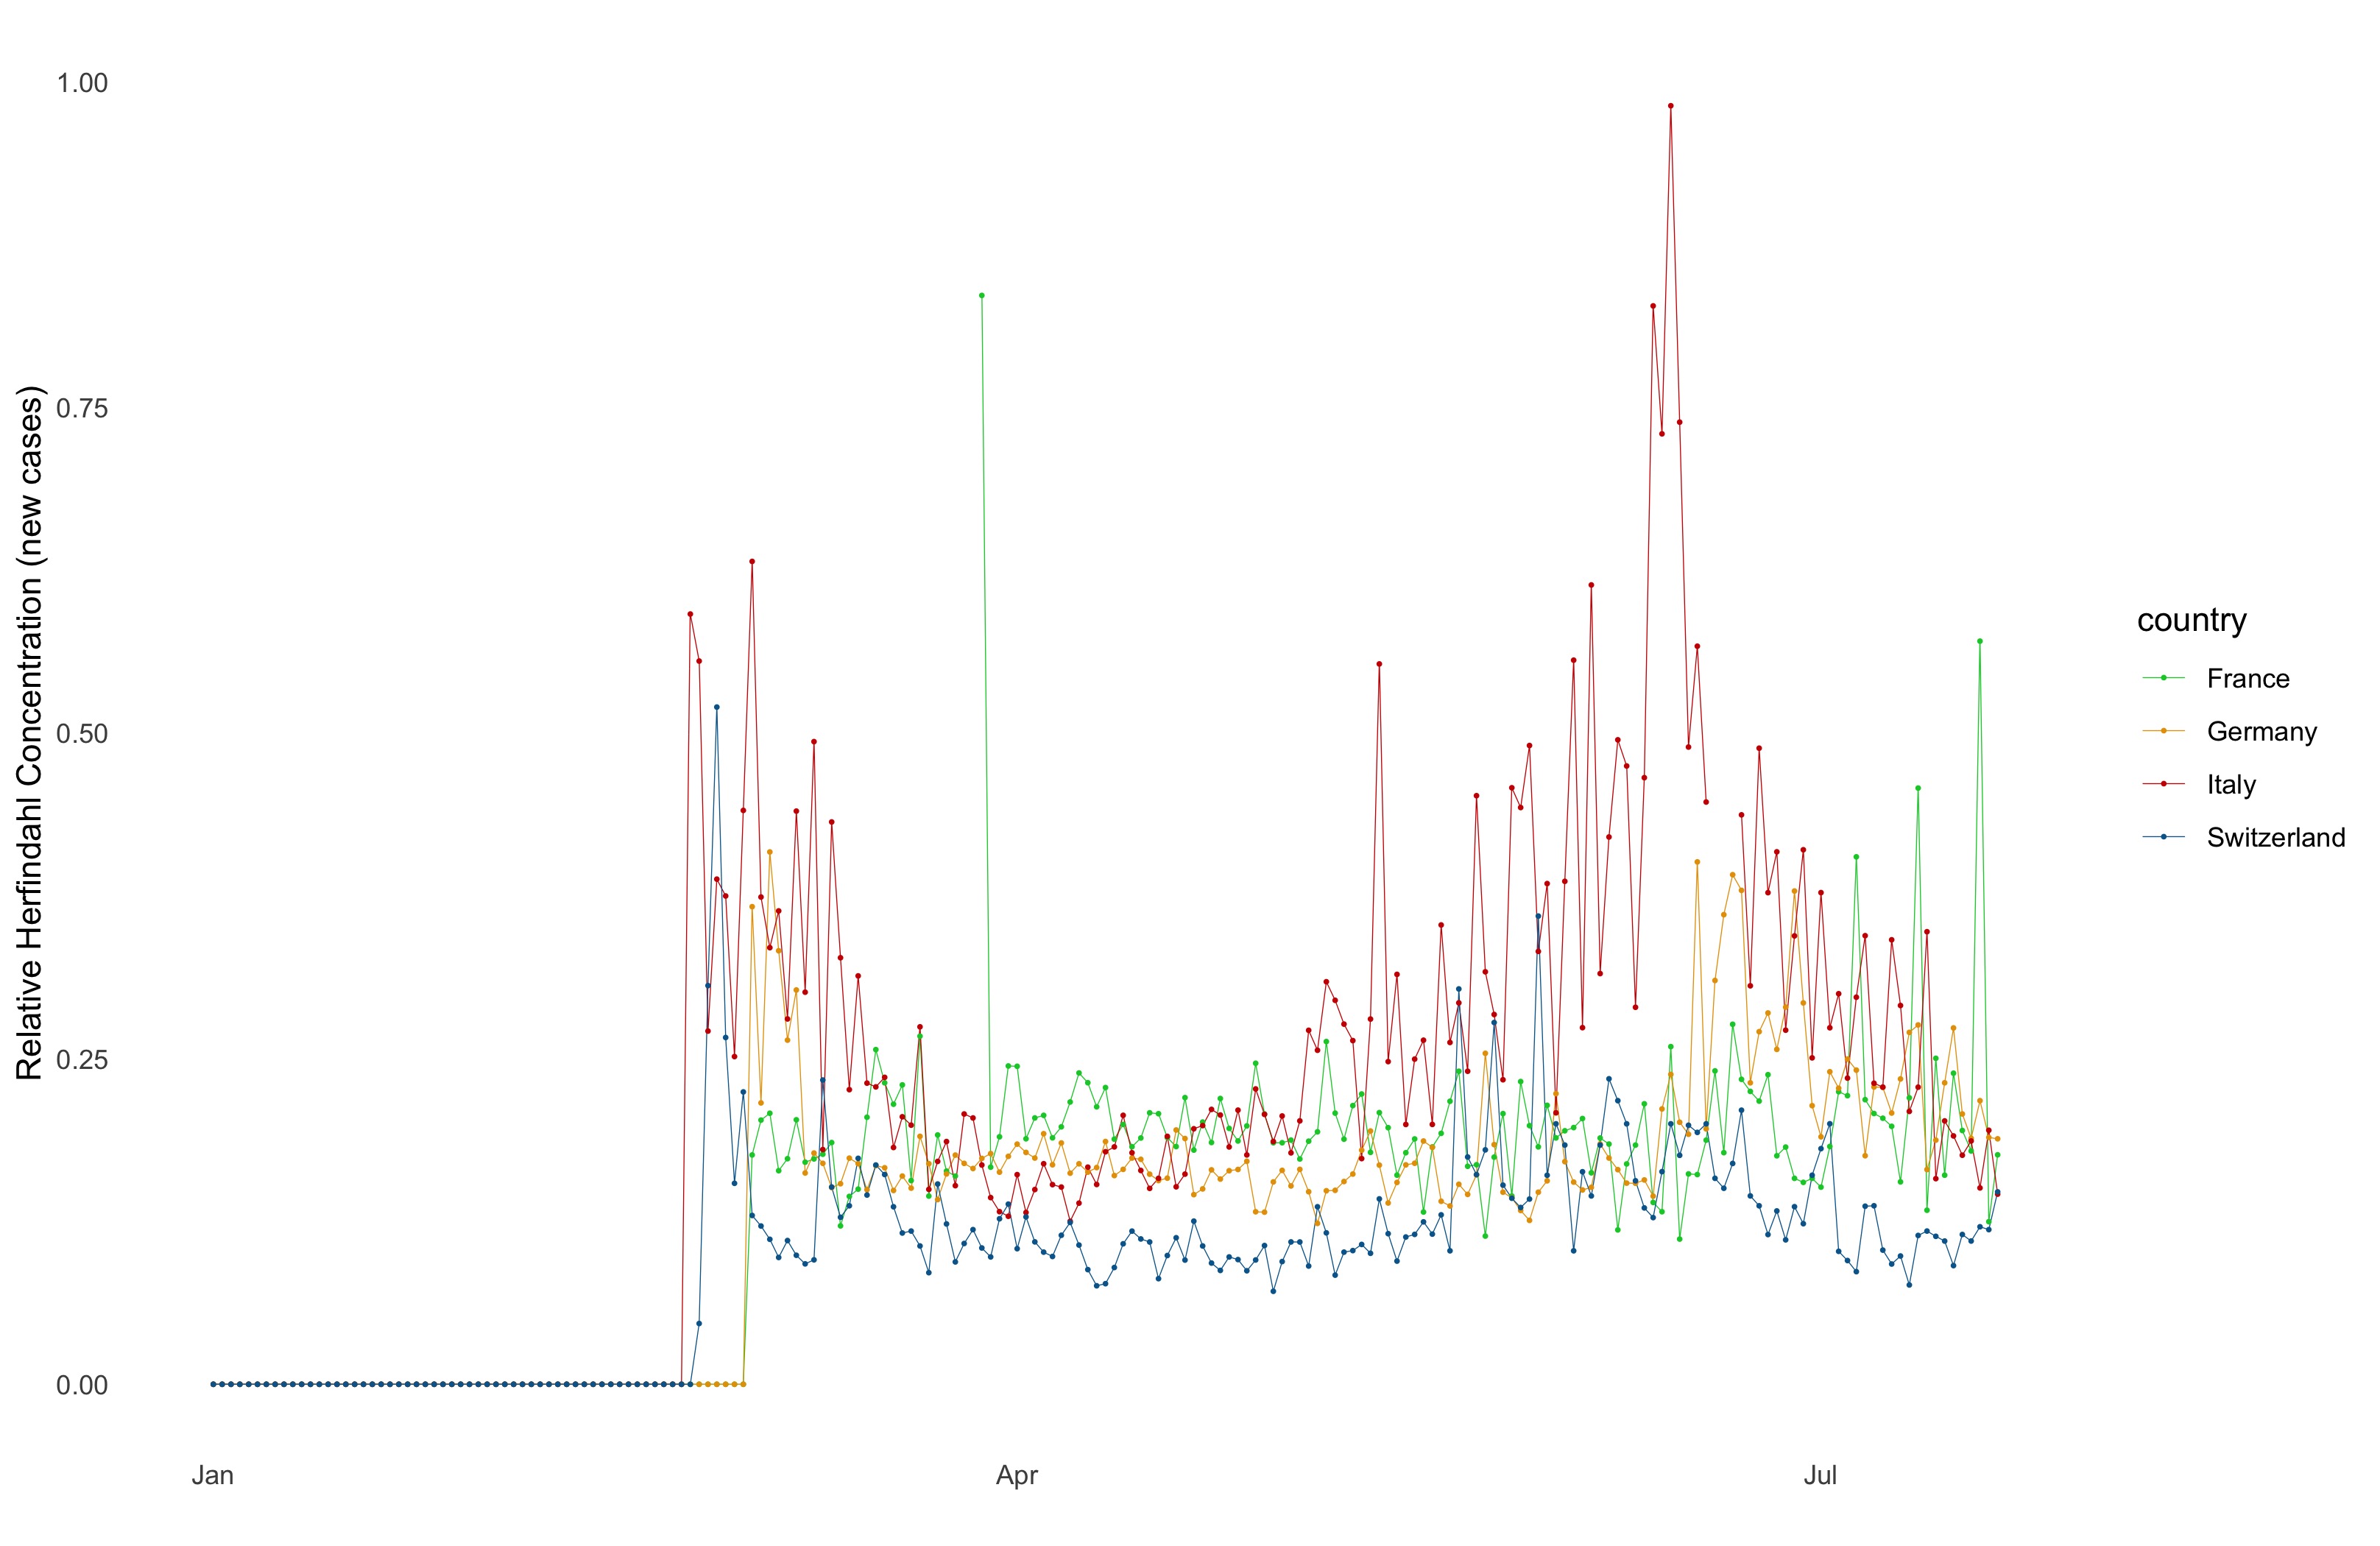 Relative Herfindahl Concentration (new cases)
1.00
0.75
0.50
0.25
0.00
Jan
Apr
Jul
country
France
Germany
Italy
Switzerland